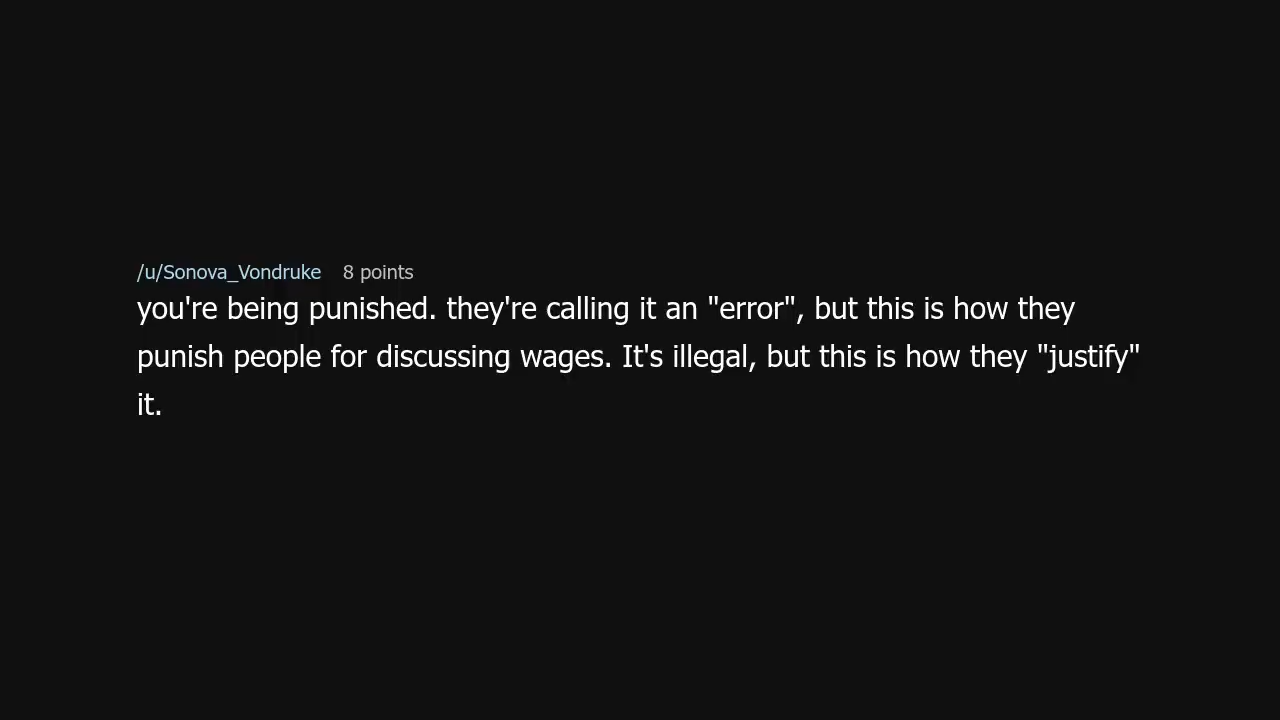 /u/Sonova_Vondruke 8 points
you're being punished. they're calling it an "error", but this is how they
punish people for discussing wages. It's illegal, but this is how they "justify"
it.